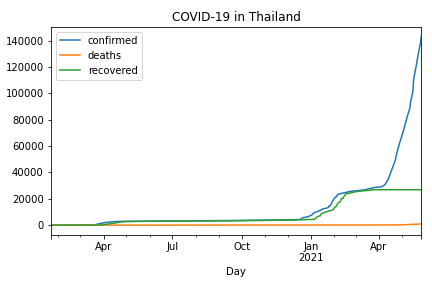 COVID-19 in Thailand
confirmed
deaths
recovered
140000
120000
100000
80000
60000
40000
20000
0
Apr Jul Oct Jan Apr
2021
Day